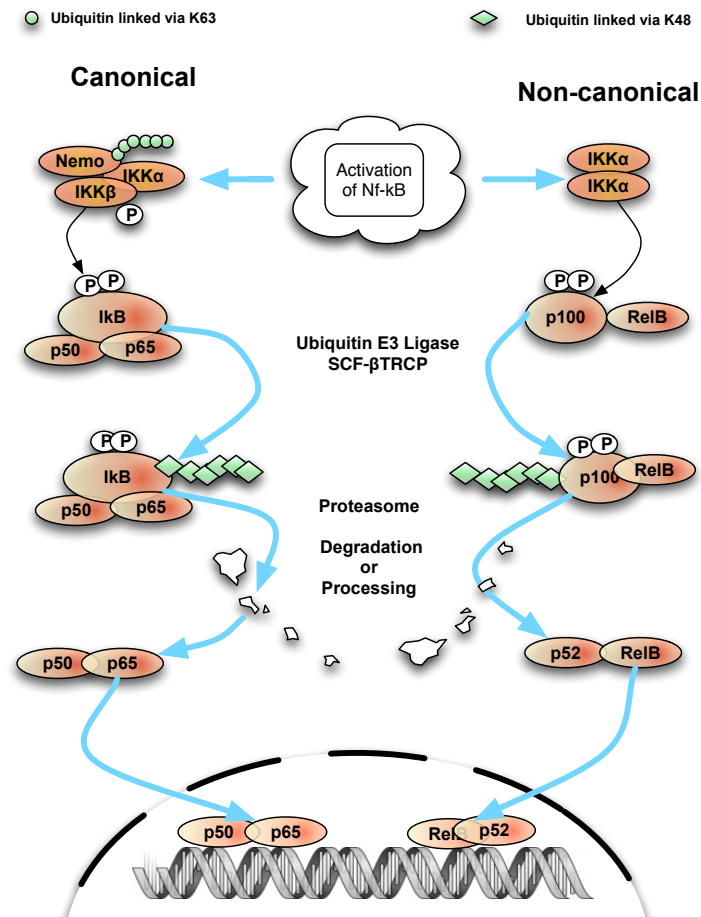 Ubiquitin linked via K63
Ubiquitin linked via K48
Canonical
Non-canonical
Nemo
IKKα
IKKβ
P
Activation
of Nf-kB
IKKα
IKKα
P P
IkB
p50
p65
P P
p100
RelB
Ubiquitin E3 Ligase
SCF-βTRCP
P P
IkB
p50
p65
P P
p100
RelB
Proteasome
Degradation
or
Processing
p50
p65
p52
RelB
p50
p65
RelB
p52